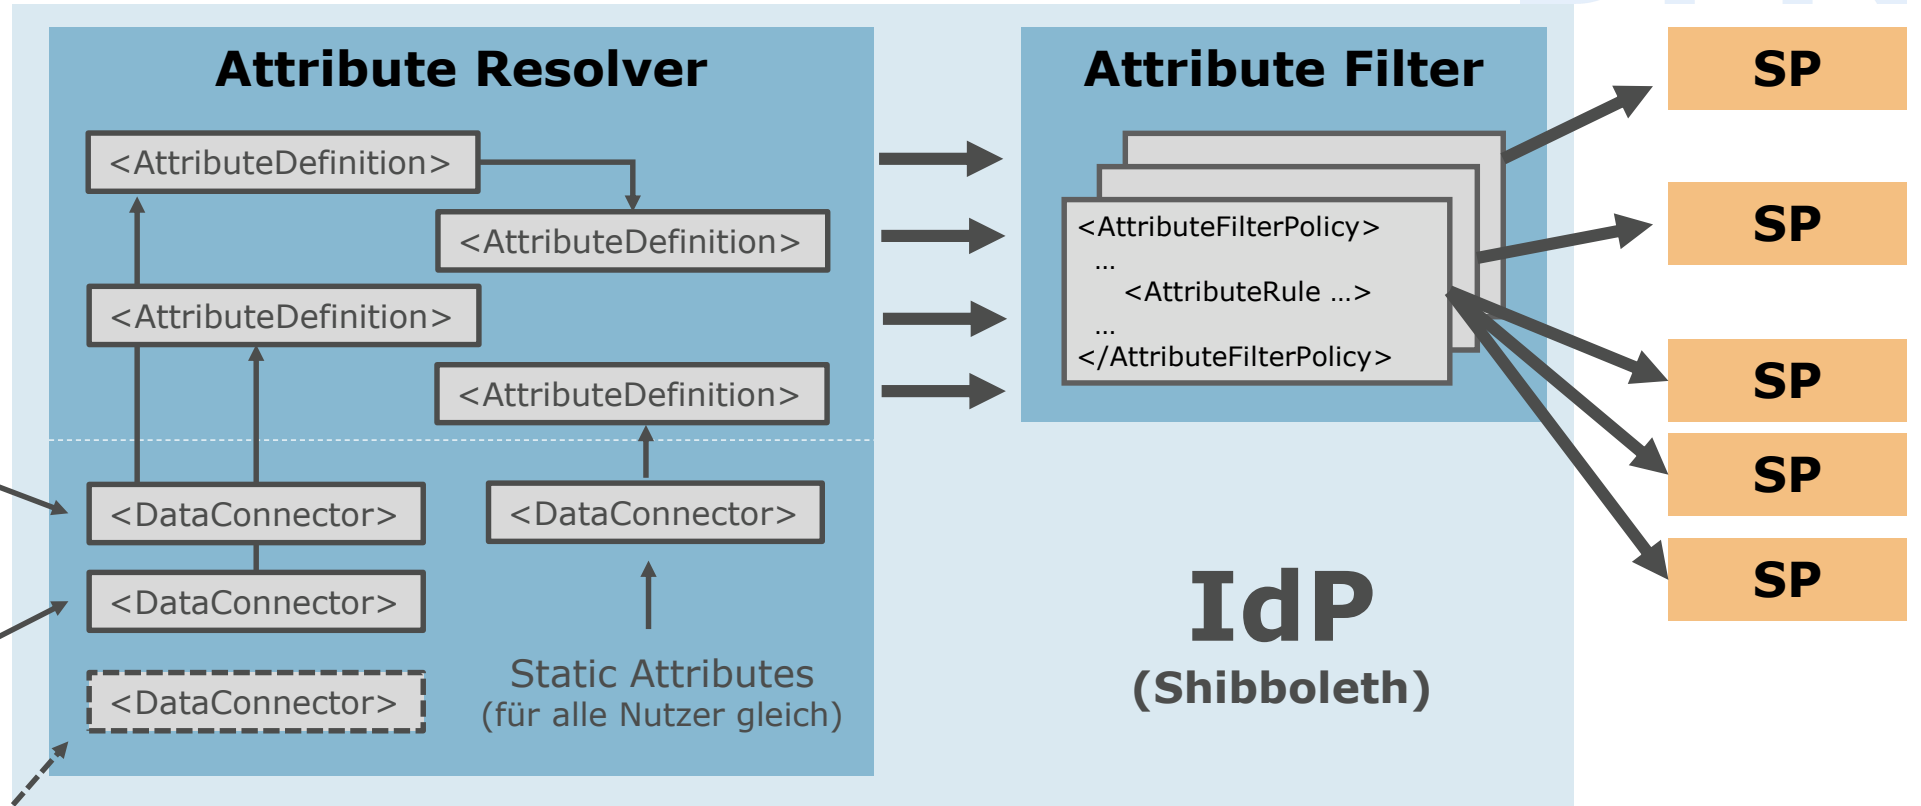 Attribute Resolver
<AttributeDefinition>
<AttributeDefinition>
<AttributeDefinition>
<AttributeDefinition>
<DataConnector>
<DataConnector>
<DataConnector>
<DataConnector>
Static Attributes
(für alle Nutzer gleich)
Attribute Filter
<AttributeFilterPolicy>
...
<AttributeRule ...>
...
</AttributeFilterPolicy>
IdP
(Shibboleth)
SP
SP
SP
SP
SP